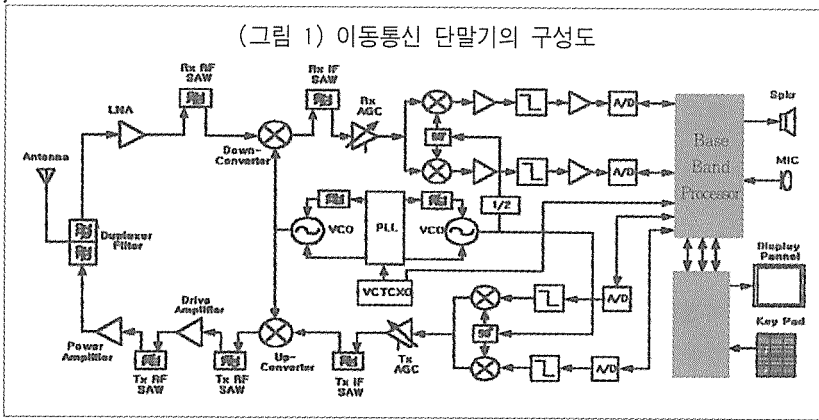 (그림 1) 이동통신 단말기의 구성도
Rx RF
SAW
Rx IF
SAW
Rx
AGC
LNA
A/D
Spkr
Antenna
Down-
Converter
90°
Base
Band
Processor
MIC
A/D
1/2
Duplexer
Filter
VCO
PLL
VCO
Display
Pannel
VCTCXO
Drive
Amplifier
A/D
Key Pad
Power
Amplifier
90°
Up-
Converter
Tx
AGC
A/D
Tx RF
SAW
Tx RF
SAW
Tx IF
SAW